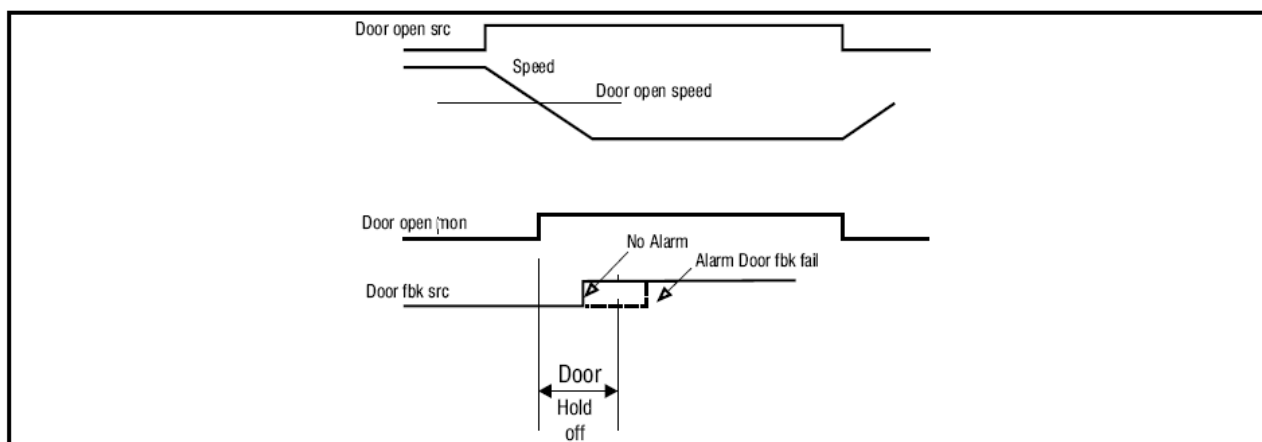 Door open src
Speed
Door open speed
Door open mon
No Alarm
Alarm Door fbk fail
Door fbk src
Door
Hold
off